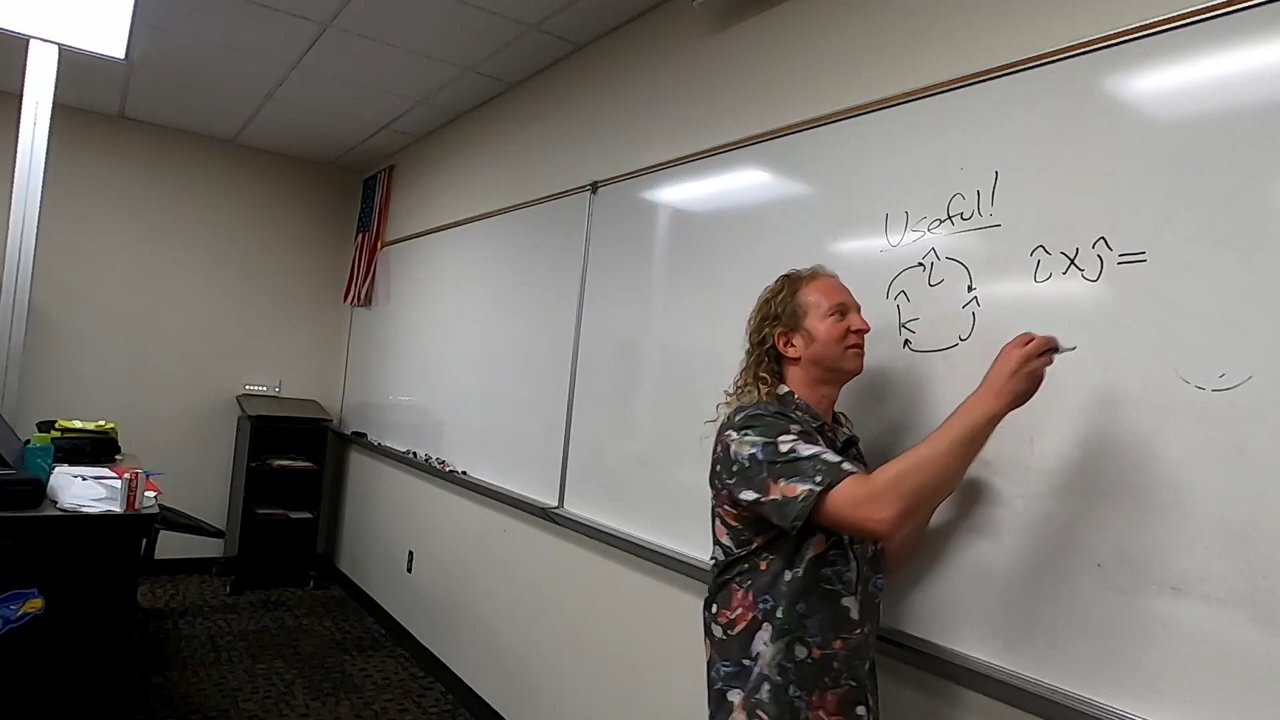 Useful!
î
k̂ ĵ
î×ĵ=